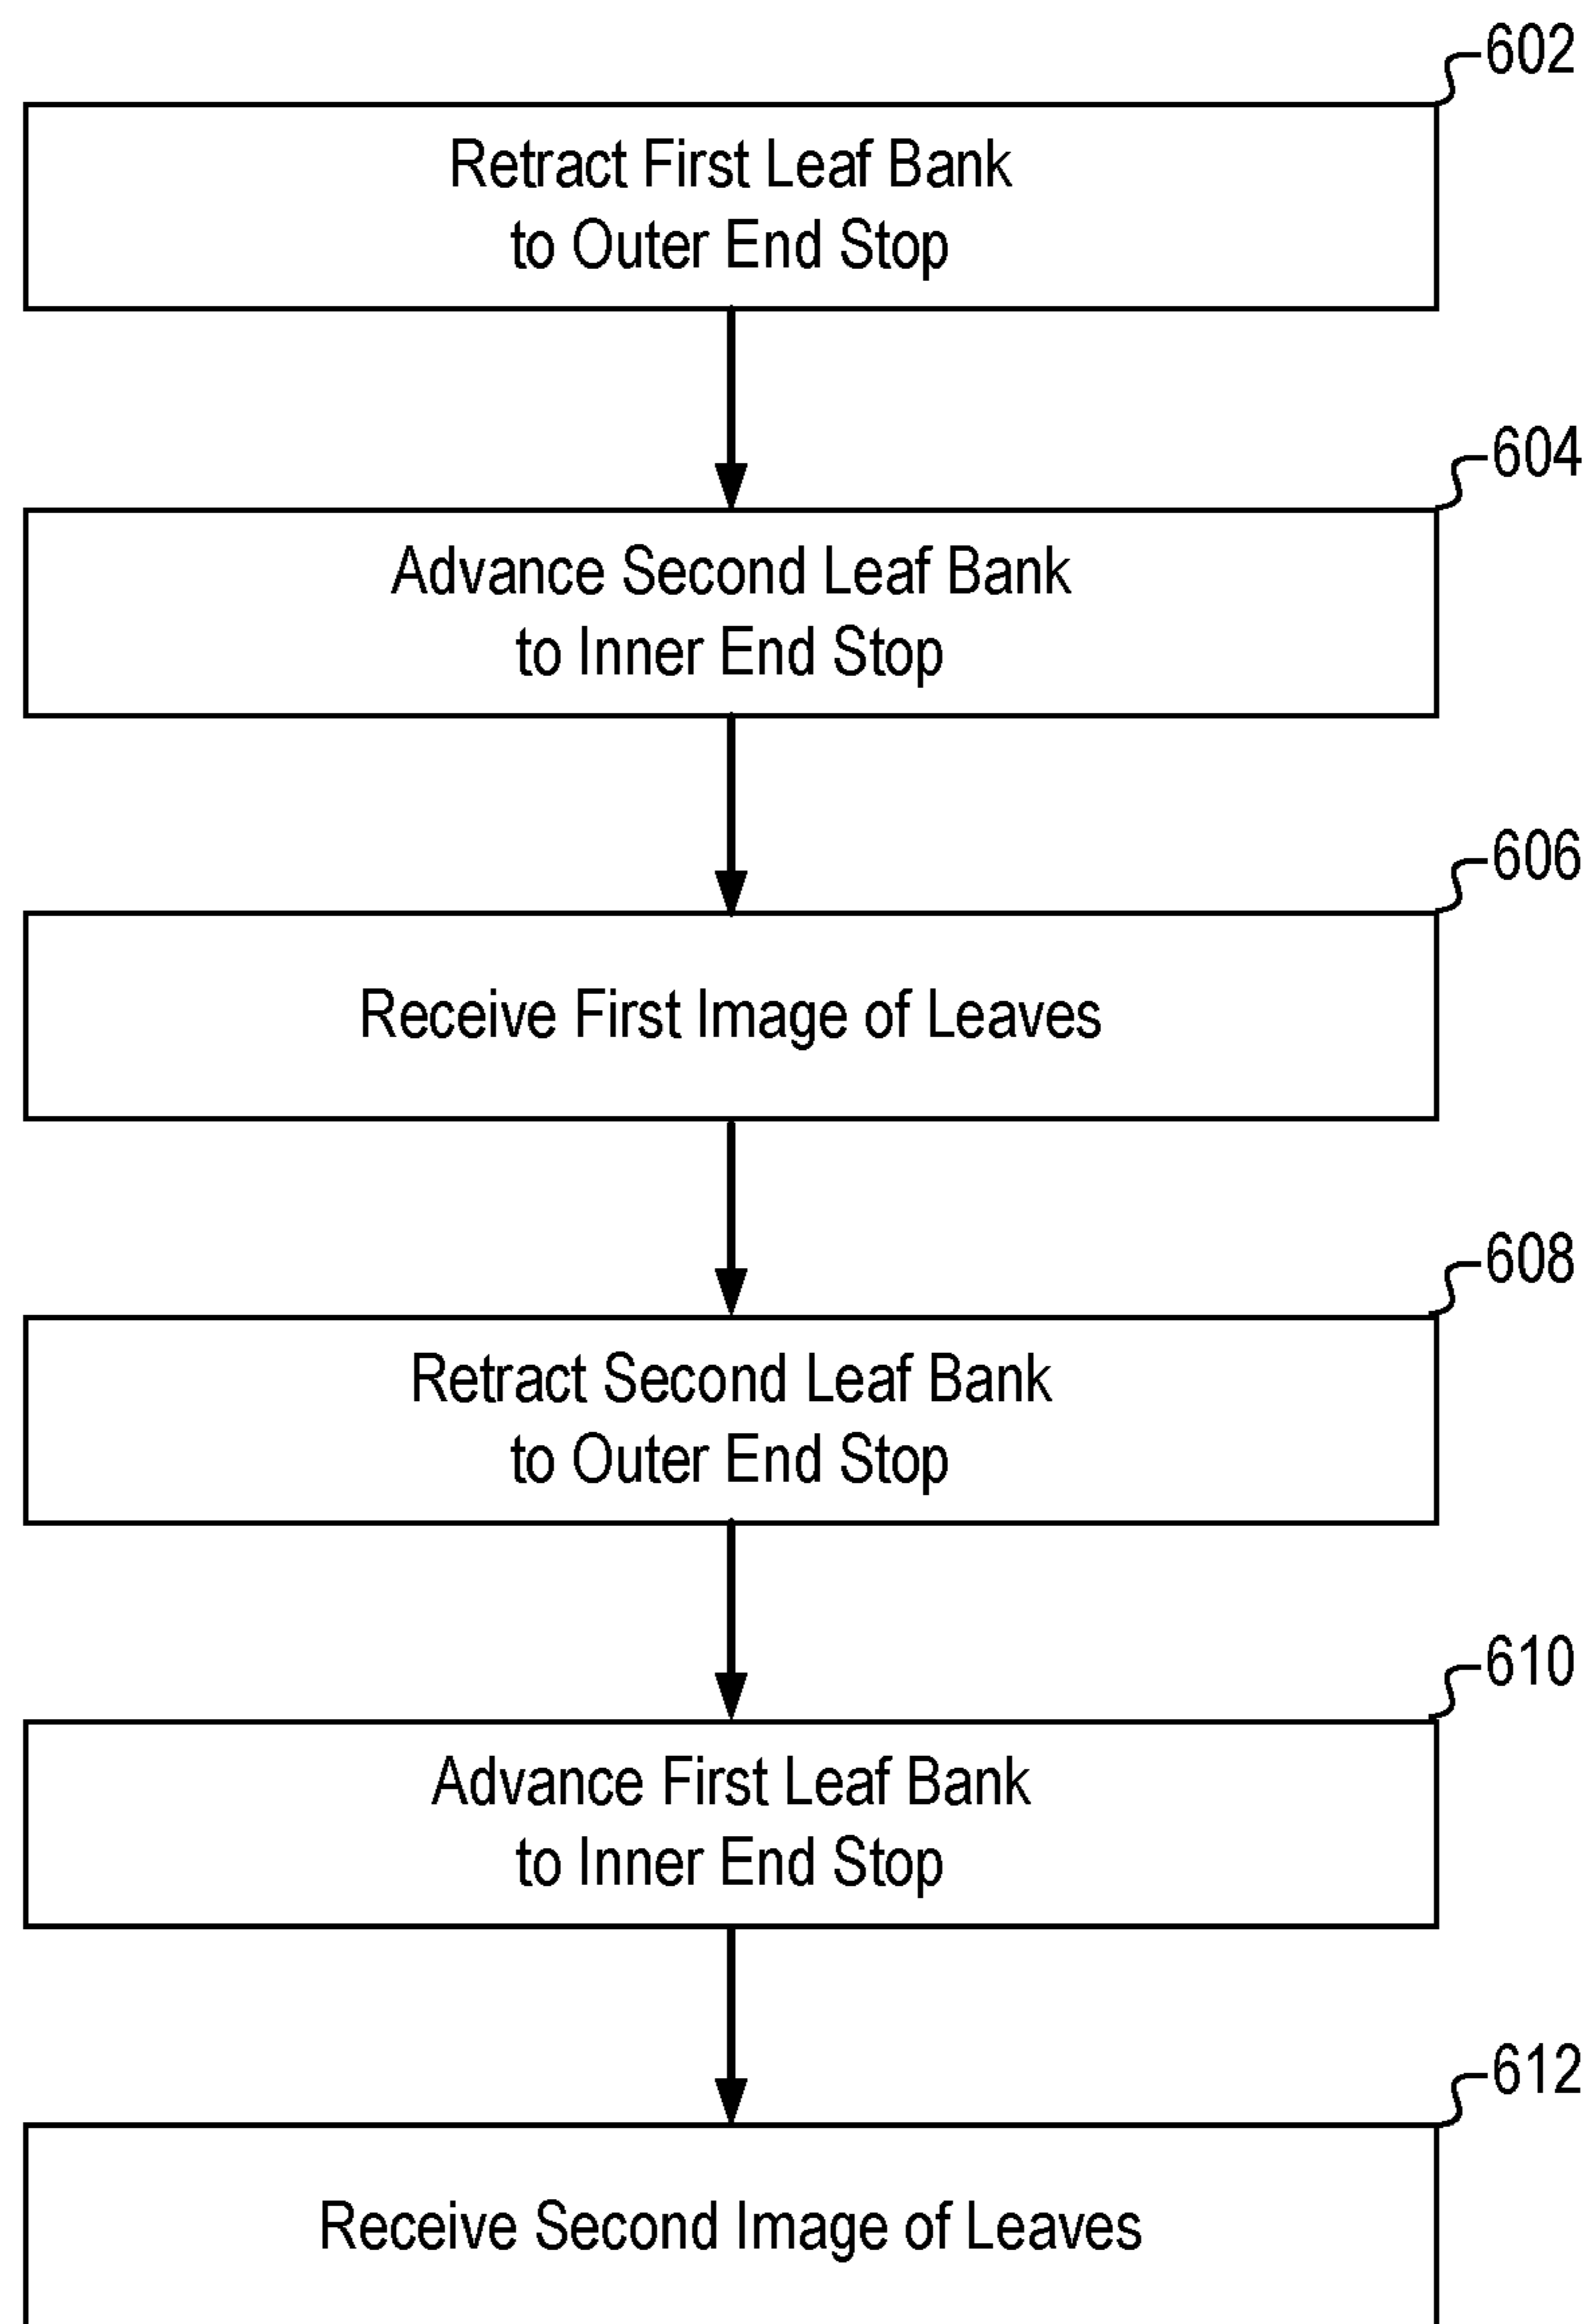 602
Retract First Leaf Bank
to Outer End Stop
604
Advance Second Leaf Bank
to Inner End Stop
606
Receive First Image of Leaves
608
Retract Second Leaf Bank
to Outer End Stop
610
Advance First Leaf Bank
to Inner End Stop
612
Receive Second Image of Leaves